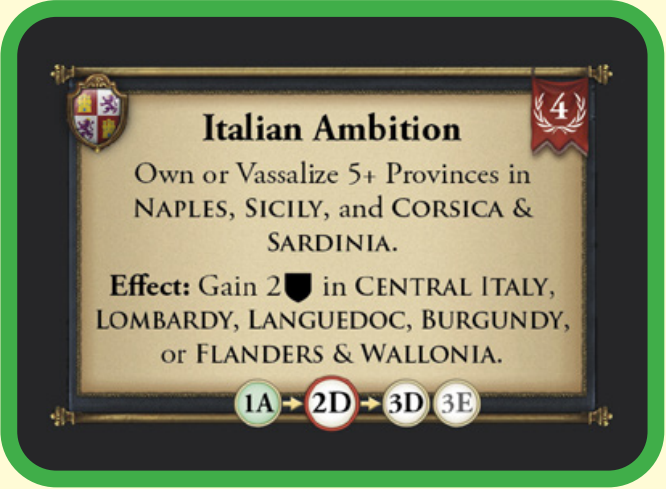 4
Italian Ambition
Own or Vassalize 5+ Provinces in
NAPLES, SICILY, and CORSICA &
SARDINIA.
Effect: Gain 2 in CENTRAL ITALY,
LOMBARDY, LANGUEDOC, BURGUNDY,
or FLANDERS & WALLONIA.
1A 2D 3D 3E